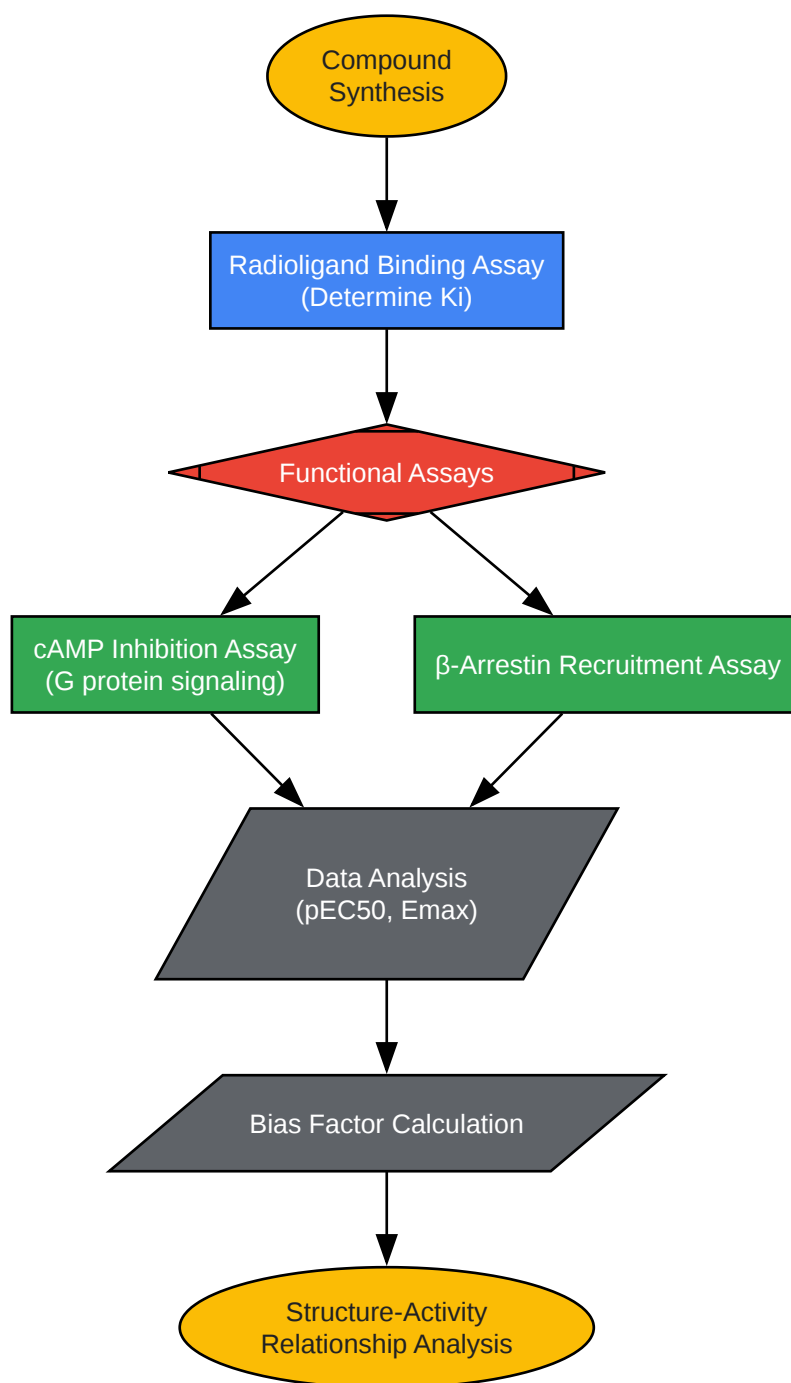 Compound
Synthesis
Radioligand Binding Assay
(Determine Ki)
Functional Assays
cAMP Inhibition Assay
(G protein signaling)
β-Arrestin Recruitment Assay
Data Analysis
(pEC50, Emax)
Bias Factor Calculation
Structure-Activity
Relationship Analysis